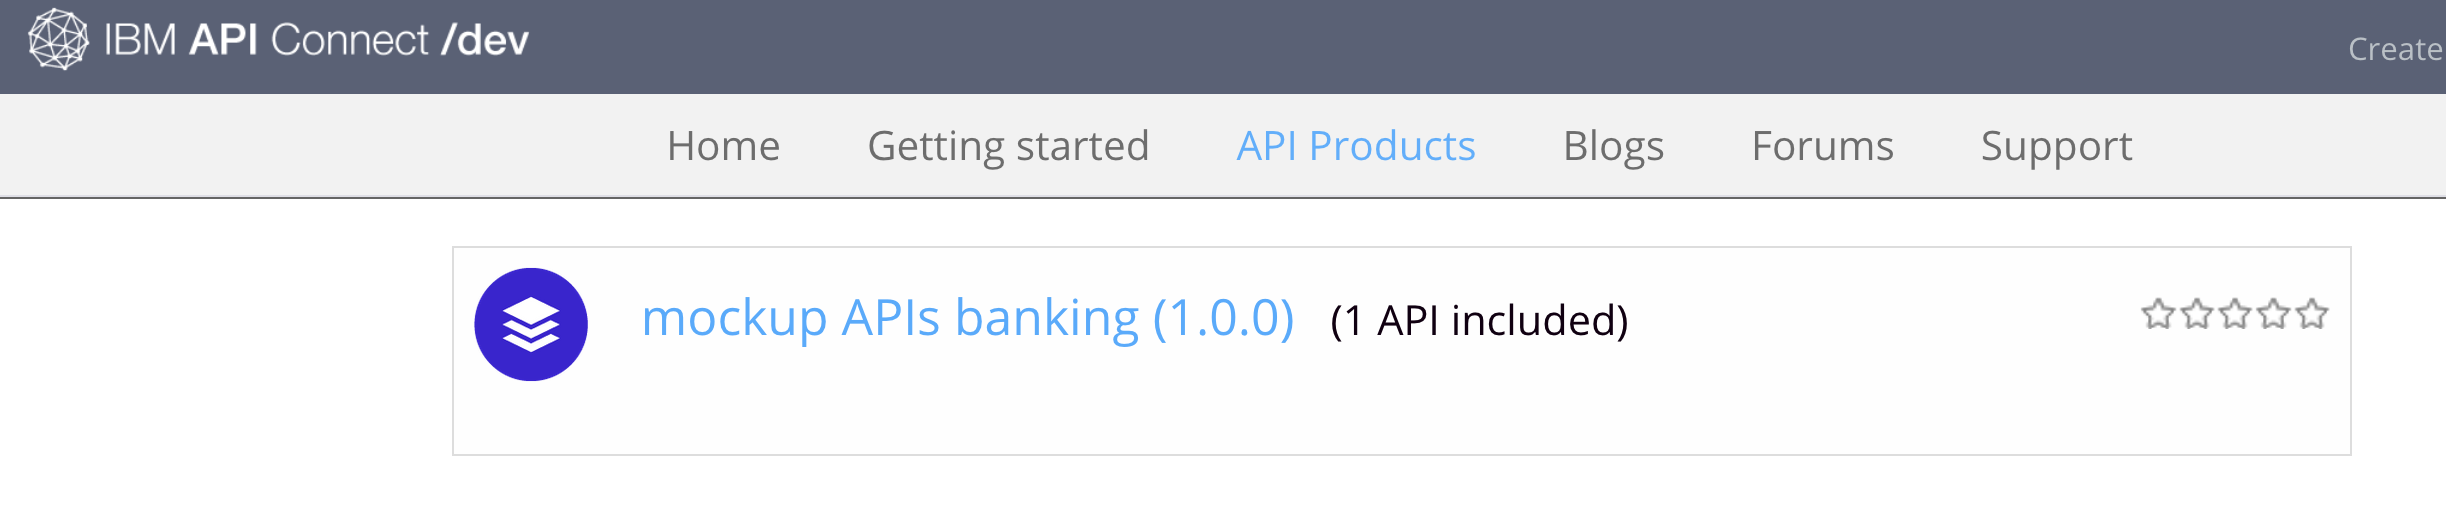 IBM API Connect /dev
Create
Home Getting started API Products Blogs Forums Support
mockup APIs banking (1.0.0) (1 API included)